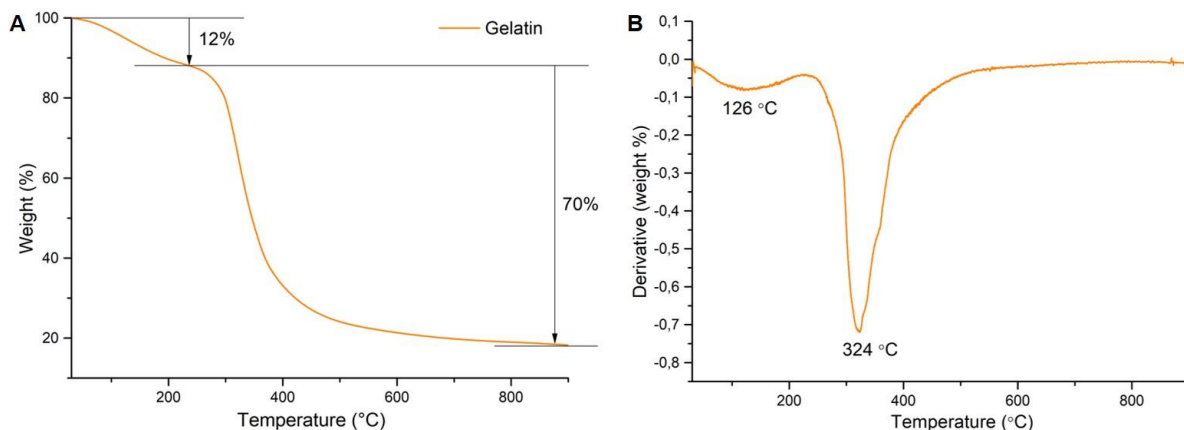 A
100
80
60
40
20
12%
70%
Gelatin
Weight (%)
200
400
600
800
Temperature (°C)
B
0,1
0,0
-0,1
-0,2
-0,3
-0,4
-0,5
-0,6
-0,7
-0,8
126 °C
324 °C
Derivative (weight %)
200
400
600
800
Temperature (°C)